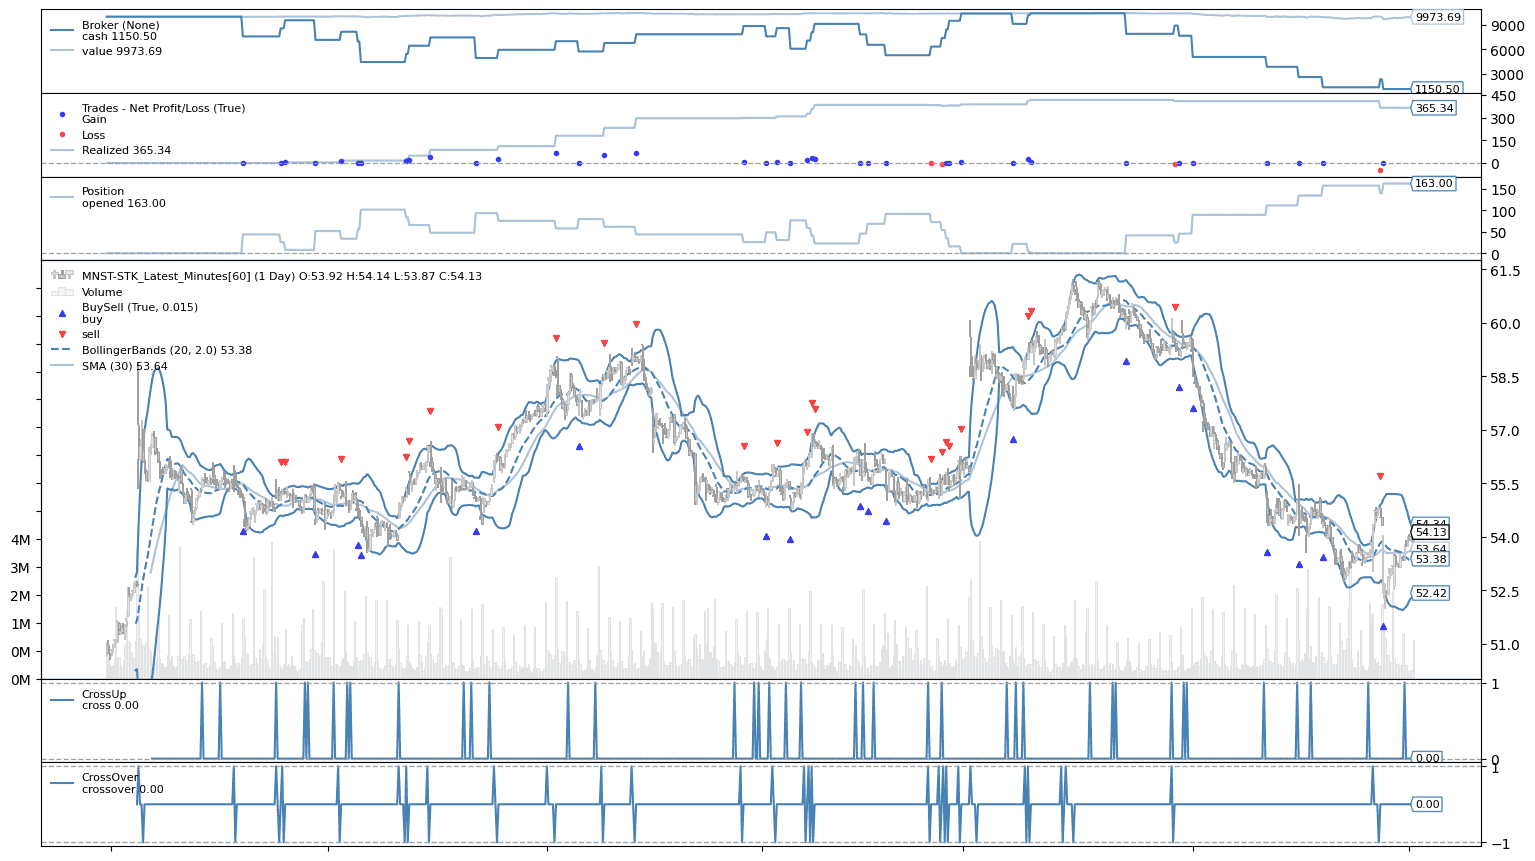 Broker (None)
cash 1150.50
value 9973.69
9973.69
9000
6000
3000
1150.50
Trades - Net Profit/Loss (True)
Gain
Loss
Realized 365.34
450
365.34
300
150
0
Position
opened 163.00
163.00
150
100
50
0
MNST-STK_Latest_Minutes[60] (1 Day) O:53.92 H:54.14 L:53.87 C:54.13
Volume
BuySell (True, 0.015)
buy
sell
BollingerBands (20, 2.0) 53.38
SMA (30) 53.64
61.5
60.0
58.5
57.0
55.5
54.0
52.5
51.0
54.34
54.13
53.64
53.38
52.42
4M
3M
2M
1M
0M
0M
CrossUp
cross 0.00
1
0
0.00
CrossOver
crossover 0.00
1
0.00
−1